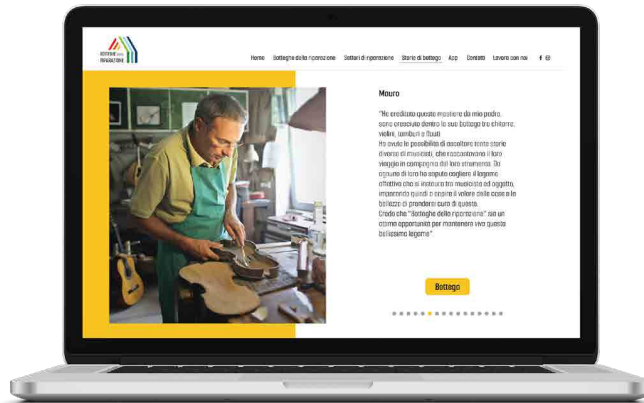 BOTTEGHE DELLA
RIPARAZIONE
Home Botteghe della riparazione Settori di riparazione Storie di bottega App Contatti Lavora con noi
Mauro
"Ho ereditato questo mestiere da mio padre,
sono cresciuto dentro la sua bottega tra chitarre,
violini, tamburi e flauti.
Ho avuto la possibilità di ascoltare tante storie
diverse di musicisti, che raccontavano il loro
viaggio in compagnia del loro strumento. Da
ognuno di loro ho saputo cogliere il legame
affettivo che si instaura tra musicista ed oggetto,
imparando quindi a capire il valore delle cose e la
bellezza di prendersi cura di queste.
Credo che "Botteghe della riparazione" sia un
ottima opportunità per mantenere viva questo
bellissimo legame"
Bottega